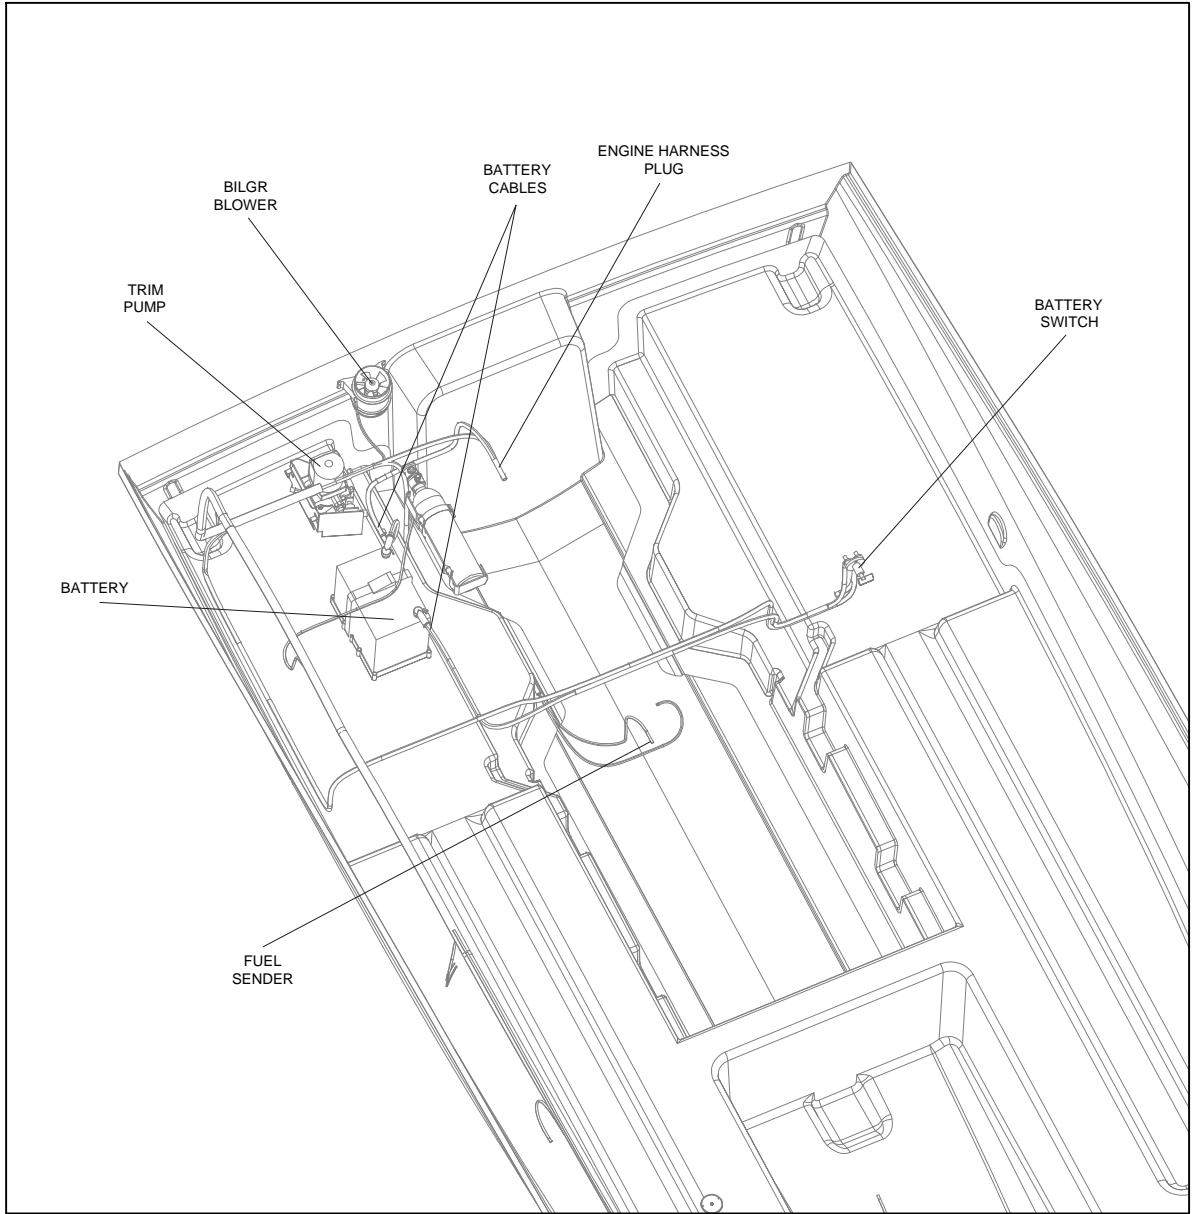 ENGINE HARNESS
PLUG
BATTERY
CABLES
BILGR
BLOWER
TRIM
PUMP
BATTERY
SWITCH
BATTERY
FUEL
SENDER